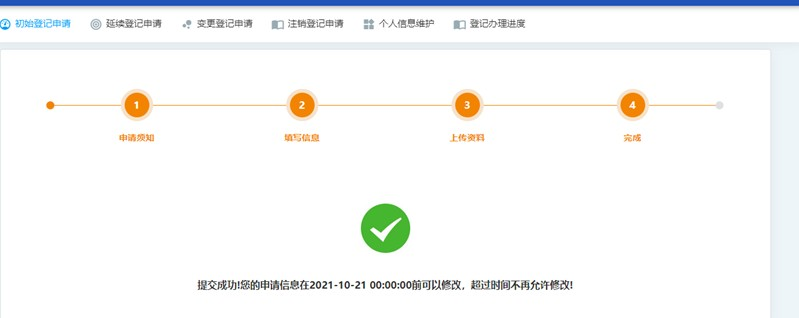 初始登记申请 延续登记申请 变更登记申请 注销登记申请 个人信息维护 登记办理进度
1 2 3 4
申请须知 填写信息 上传资料 完成
提交成功!您的申请信息在2021-10-21 00:00:00前可以修改，超过时间不再允许修改!